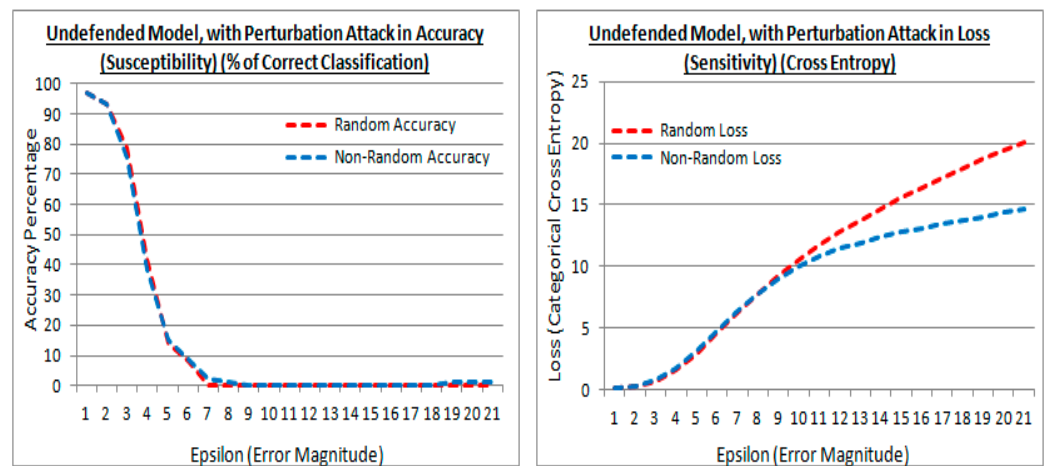 Undefended Model, with Perturbation Attack in Accuracy
(Susceptibility) (% of Correct Classification)
100
90
80
70
60
50
40
30
20
10
0
Accuracy Percentage
Random Accuracy
Non-Random Accuracy
1 2 3 4 5 6 7 8 9 10 11 12 13 14 15 16 17 18 19 20 21
Epsilon (Error Magnitude)
Undefended Model, with Perturbation Attack in Loss
(Sensitivity) (Cross Entropy)
25
20
15
10
5
0
Loss (Categorical Cross Entropy)
Random Loss
Non-Random Loss
1 2 3 4 5 6 7 8 9 10 11 12 13 14 15 16 17 18 19 20 21
Epsilon (Error Magnitude)